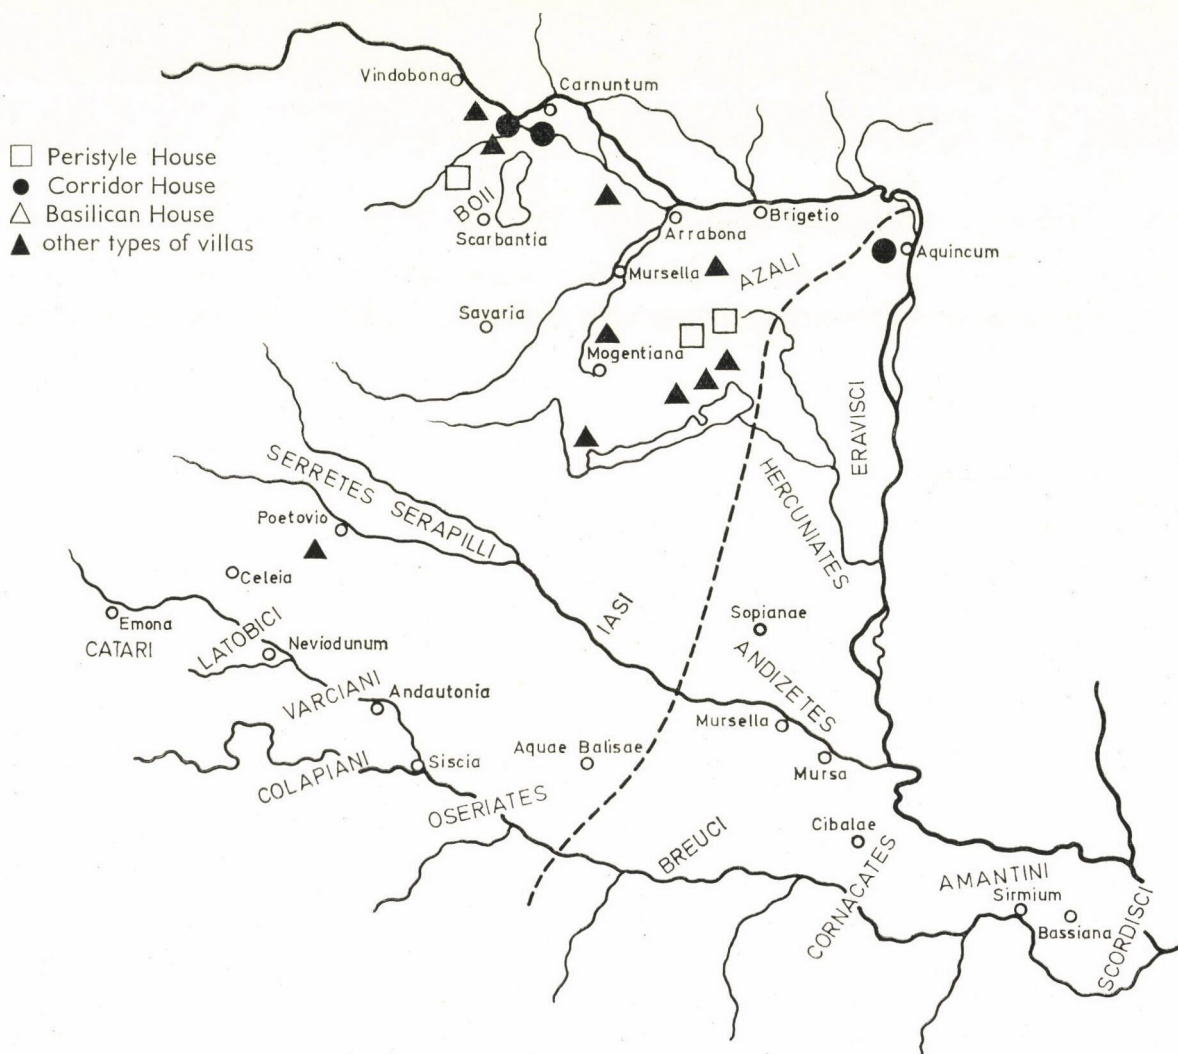 Vindobona
Carnuntum
Peristyle House
Corridor House
Basilican House
other types of villas
BOII
Scarbantia
Arrabona
Brigetio
Aquincum
Mursella
AZALI
Savaria
Mogentiana
ERAVISCI
HERCUNIATES
SERRETES
SERAPILLI
Poetovio
Celeia
IASI
Sopianae
Emona
CATARI
LATOBICI
Neviodunum
ANDIZETES
VARCIANI
Andautonia
Mursella
Aquae Balisae
Mursa
COLAPIANI
Siscia
OSERIATES
BREUCI
Cibalae
CORNACATES
AMANTINI
Sirmium
Bassiana
SCORDISCI